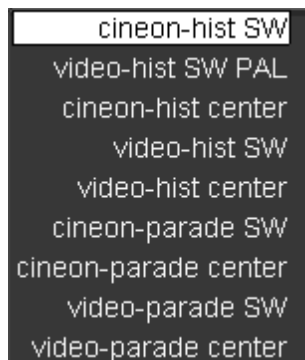 cineon-hist SW
video-hist SW PAL
cineon-hist center
video-hist SW
video-hist center
cineon-parade SW
cineon-parade center
video-parade SW
video-parade center